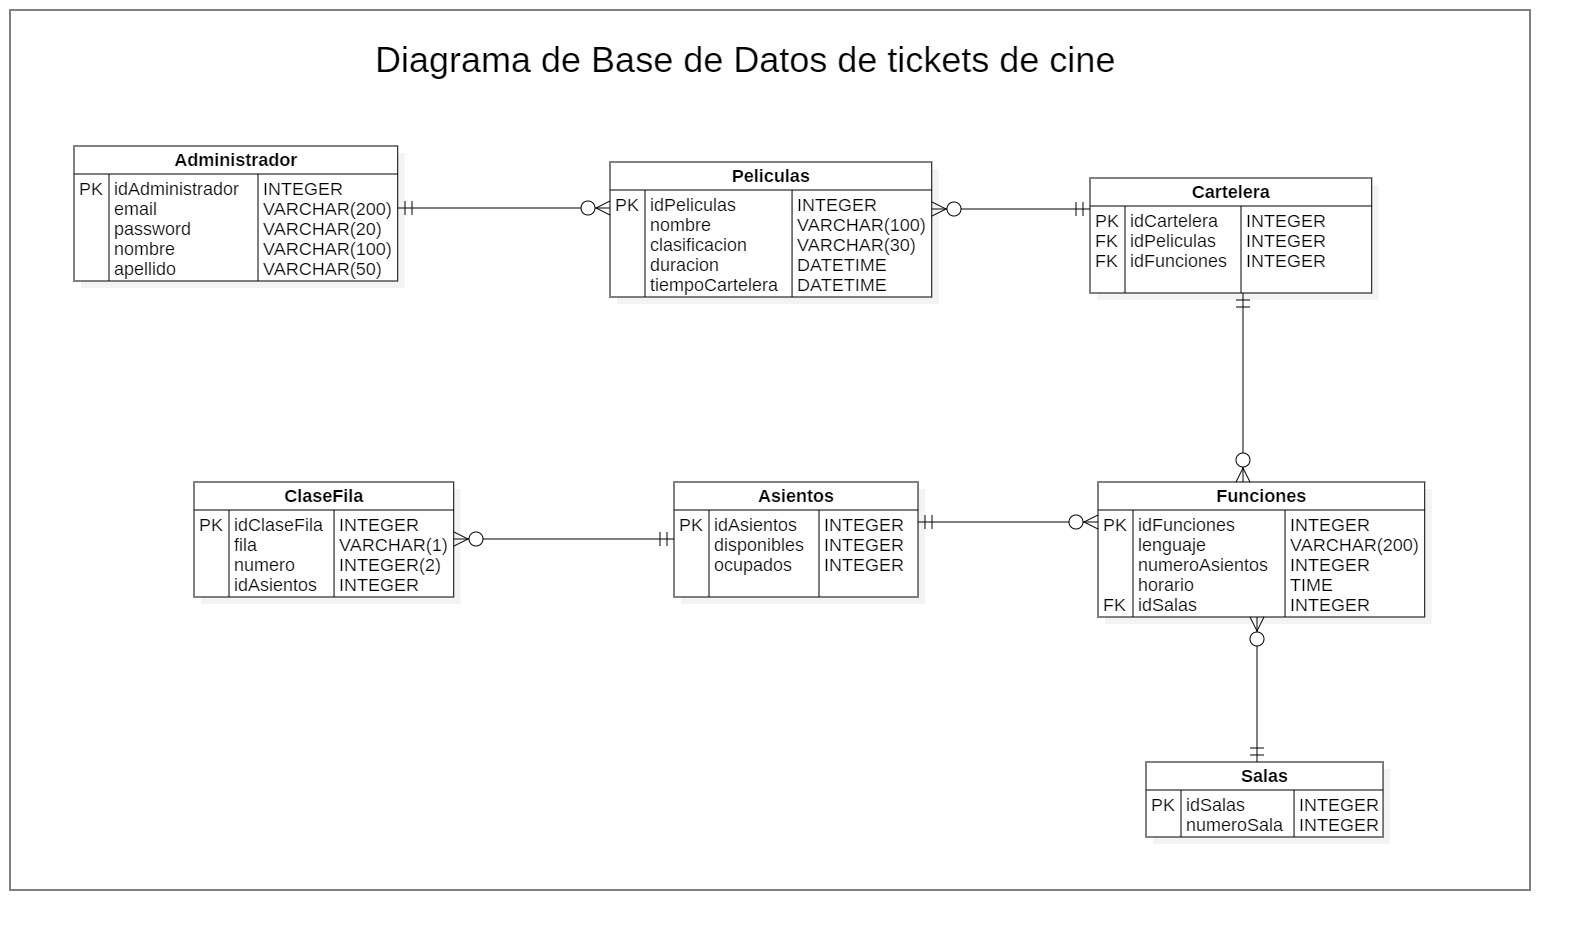 Diagrama de Base de Datos de tickets de cine
Administrador
PK idAdministrador INTEGER
email VARCHAR(200)
password VARCHAR(20)
nombre VARCHAR(100)
apellido VARCHAR(50)
Peliculas
PK idPeliculas INTEGER
nombre VARCHAR(100)
clasificacion VARCHAR(30)
duracion DATETIME
tiempoCartelera DATETIME
Cartelera
PK idCartelera INTEGER
FK idPeliculas INTEGER
FK idFunciones INTEGER
ClaseFila
PK idClaseFila INTEGER
fila VARCHAR(1)
numero INTEGER(2)
idAsientos INTEGER
Asientos
PK idAsientos INTEGER
disponibles INTEGER
ocupados INTEGER
Funciones
PK idFunciones INTEGER
lenguaje VARCHAR(200)
numeroAsientos INTEGER
horario TIME
FK idSalas INTEGER
Salas
PK idSalas INTEGER
numeroSala INTEGER